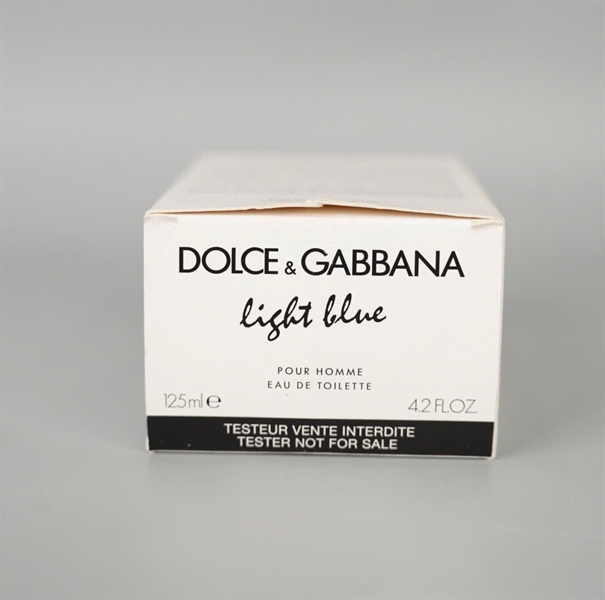 DOLCE & GABBANA
light blue
POUR HOMME
EAU DE TOILETTE
125ml ℮ 4.2 FL.OZ.
TESTEUR VENTE INTERDITE
TESTER NOT FOR SALE